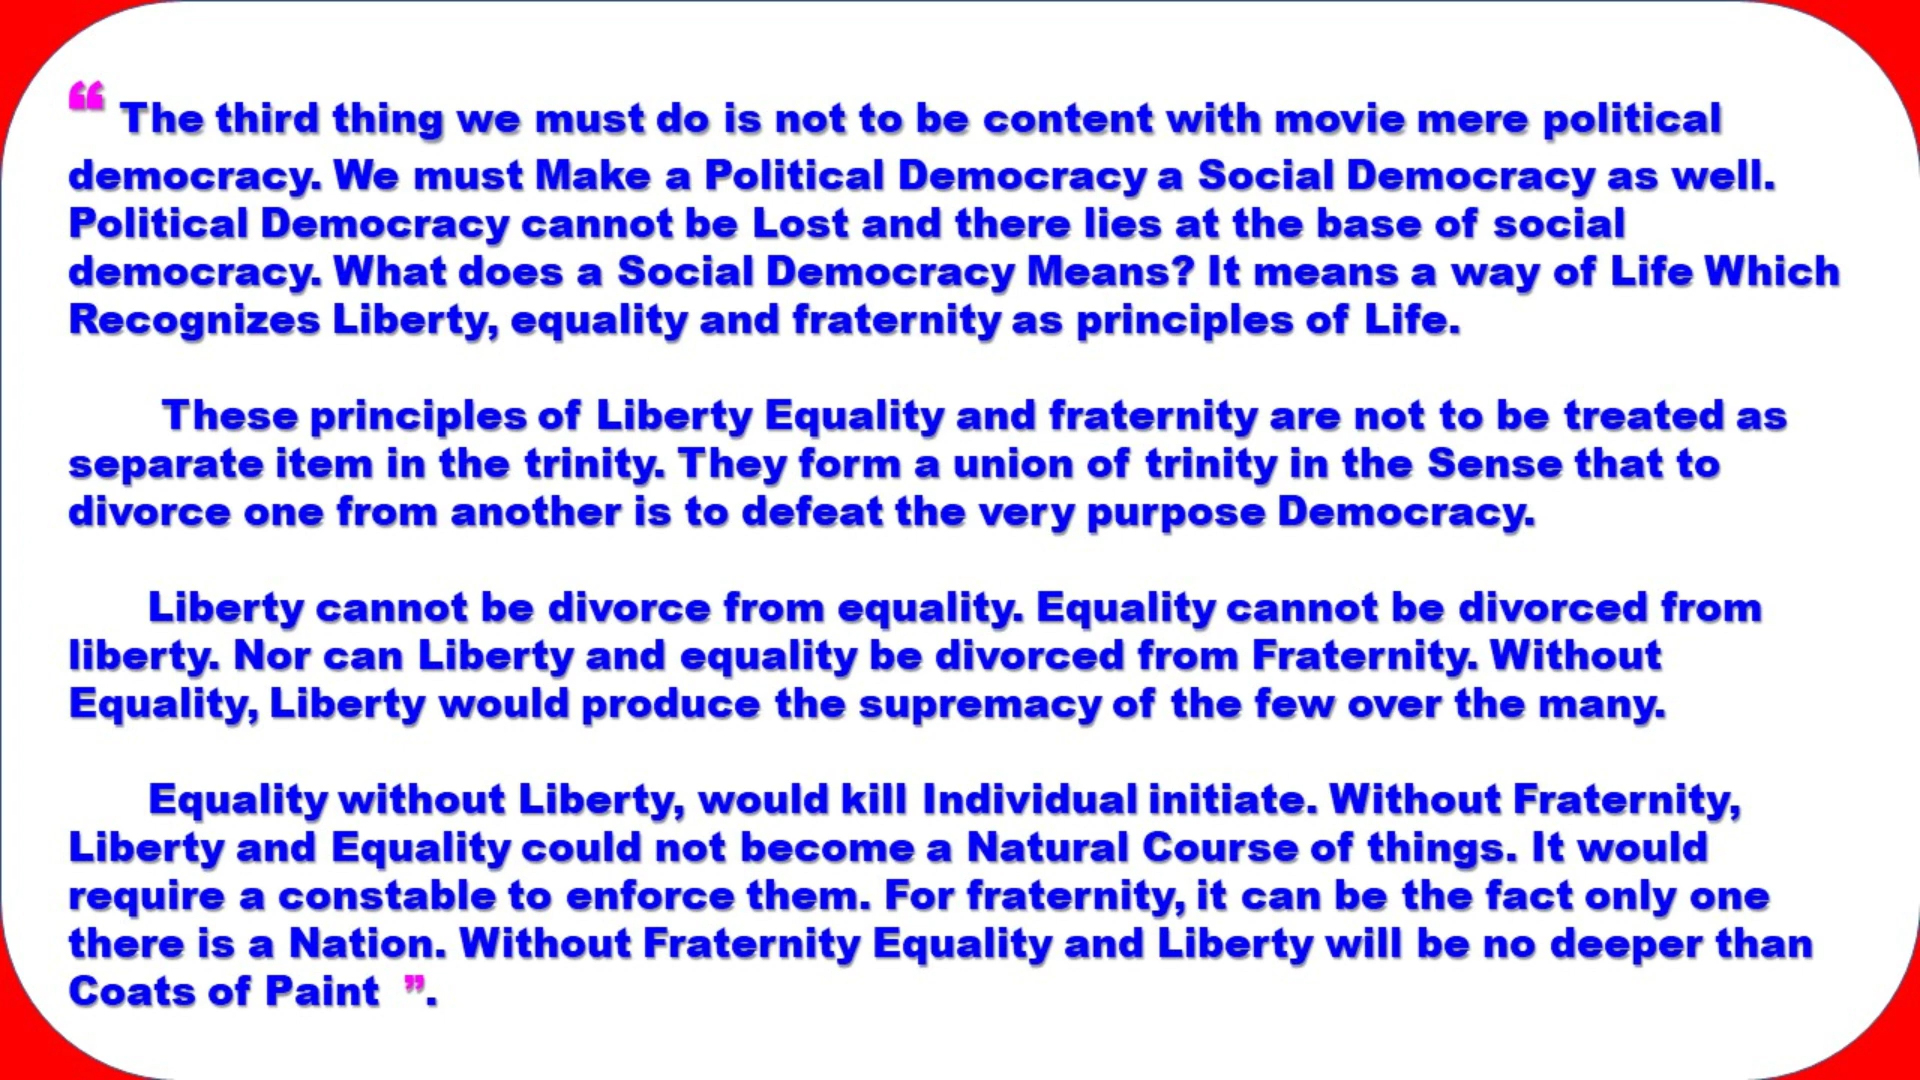 “ The third thing we must do is not to be content with movie mere political
democracy. We must Make a Political Democracy a Social Democracy as well.
Political Democracy cannot be Lost and there lies at the base of social
democracy. What does a Social Democracy Means? It means a way of Life Which
Recognizes Liberty, equality and fraternity as principles of Life.
These principles of Liberty Equality and fraternity are not to be treated as
separate item in the trinity. They form a union of trinity in the Sense that to
divorce one from another is to defeat the very purpose Democracy.
Liberty cannot be divorce from equality. Equality cannot be divorced from
liberty. Nor can Liberty and equality be divorced from Fraternity. Without
Equality, Liberty would produce the supremacy of the few over the many.
Equality without Liberty, would kill Individual initiate. Without Fraternity,
Liberty and Equality could not become a Natural Course of things. It would
require a constable to enforce them. For fraternity, it can be the fact only one
there is a Nation. Without Fraternity Equality and Liberty will be no deeper than
Coats of Paint ”.